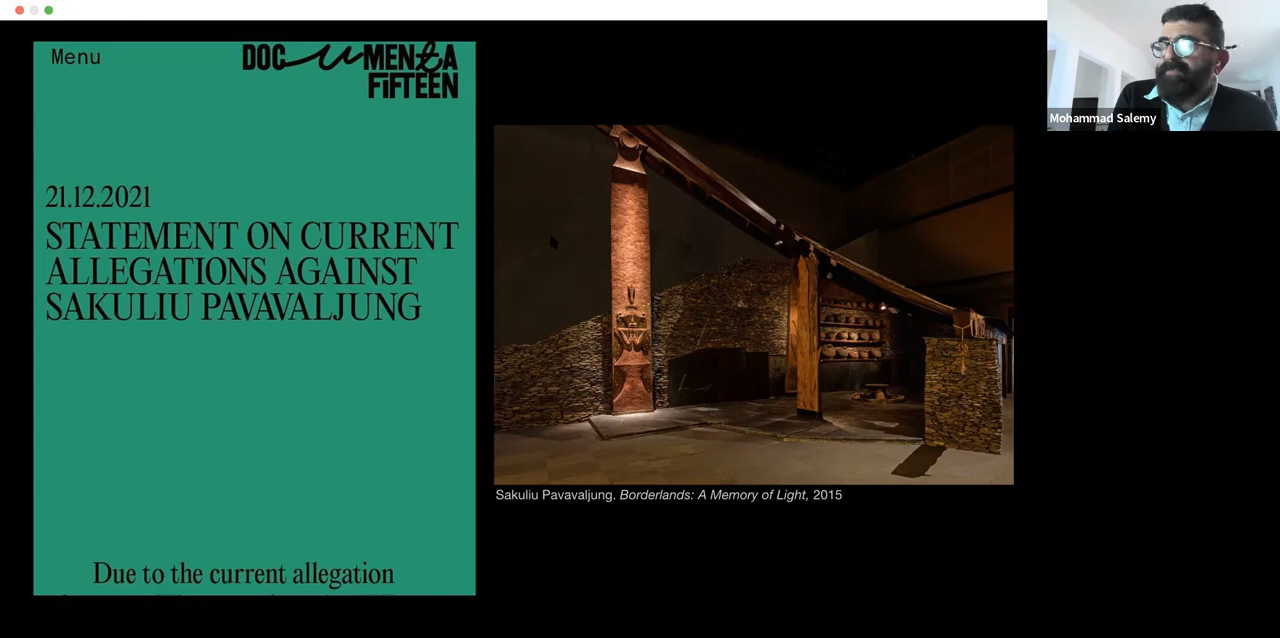 Menu
DOCUMENTA
FIFTEEN
21.12.2021
STATEMENT ON CURRENT
ALLEGATIONS AGAINST
SAKULIU PAVAVALJUNG
Due to the current allegation
Sakuliu Pavavaljung. Borderlands: A Memory of Light, 2015
Mohammad Salemy